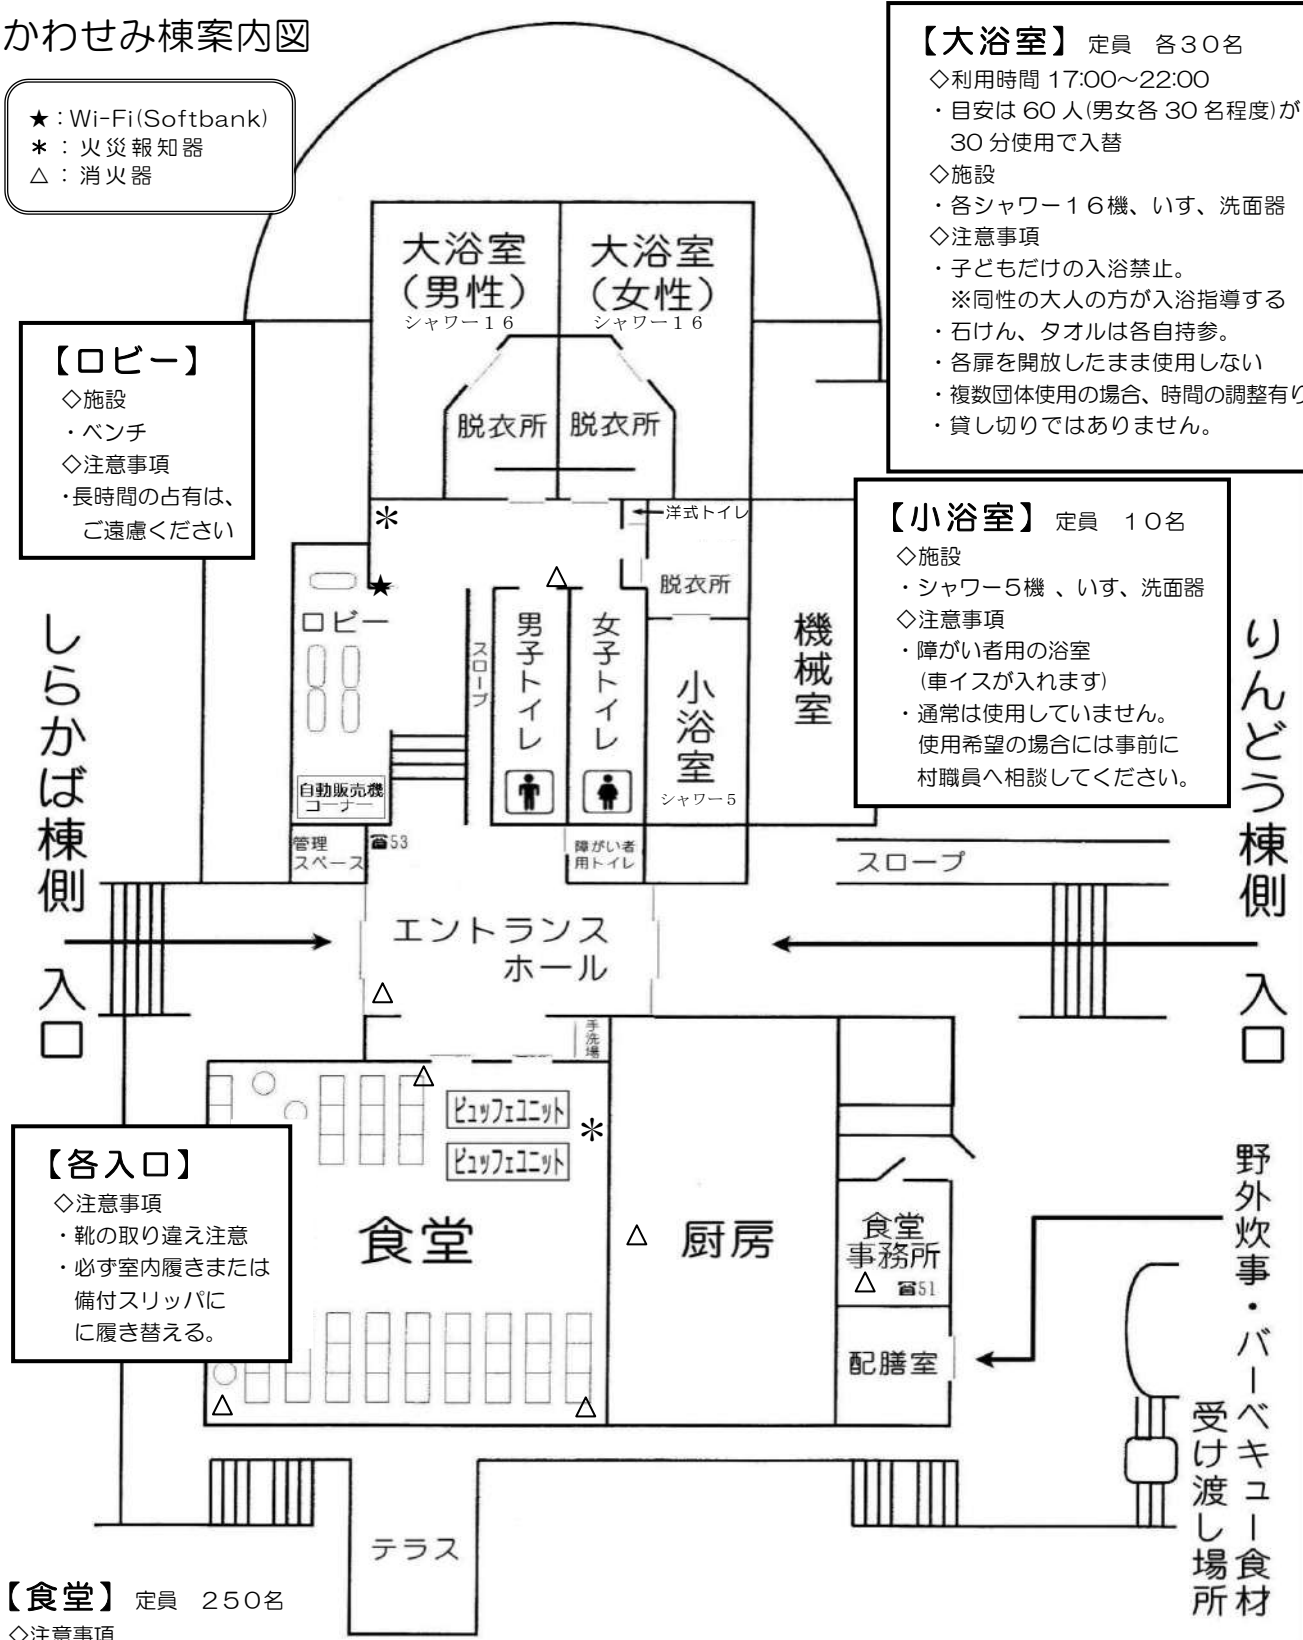 かわせみ棟案内図
★：Wi-Fi(Softbank)
＊：火災報知器
△：消火器
【大浴室】 定員　各３０名
◇利用時間 17:00～22:00
・目安は 60 人(男女各 30 名程度)が
30 分使用で入替
◇施設
・各シャワー１６機、いす、洗面器
◇注意事項
・子どもだけの入浴禁止。
※同性の大人の方が入浴指導する
・石けん、タオルは各自持参。
・各扉を開放したまま使用しない
・複数団体使用の場合、時間の調整有り
・貸し切りではありません。
大浴室
（男性）
シャワー１６
大浴室
（女性）
シャワー１６
脱衣所
脱衣所
【ロビー】
◇施設
・ベンチ
◇注意事項
・長時間の占有は、
ご遠慮ください
＊
←洋式トイレ
【小浴室】 定員　１０名
◇施設
・シャワー５機 、いす、洗面器
◇注意事項
・障がい者用の浴室
(車イスが入れます)
・通常は使用していません。
使用希望の場合には事前に
村職員へ相談してください。
★
△
脱衣所
ロビー
スロープ
男子トイレ
女子トイレ
小浴室
シャワー５
機械室
自動販売機
コーナー
管理
スペース
☎53
障がい者
用トイレ
スロープ
しらかば棟側　入口
りんどう棟側　入口
エントランス
ホール
△
手洗場
△
ビュッフェユニット
ビュッフェユニット
＊
【各入口】
◇注意事項
・靴の取り違え注意
・必ず室内履きまたは
備付スリッパに
に履き替える。
食堂
△
厨房
食堂
事務所
△ ☎51
配膳室
△
△
野外炊事・バーベキュー食材
受け渡し場所
テラス
【食堂】 定員　２５０名
◇注意事項